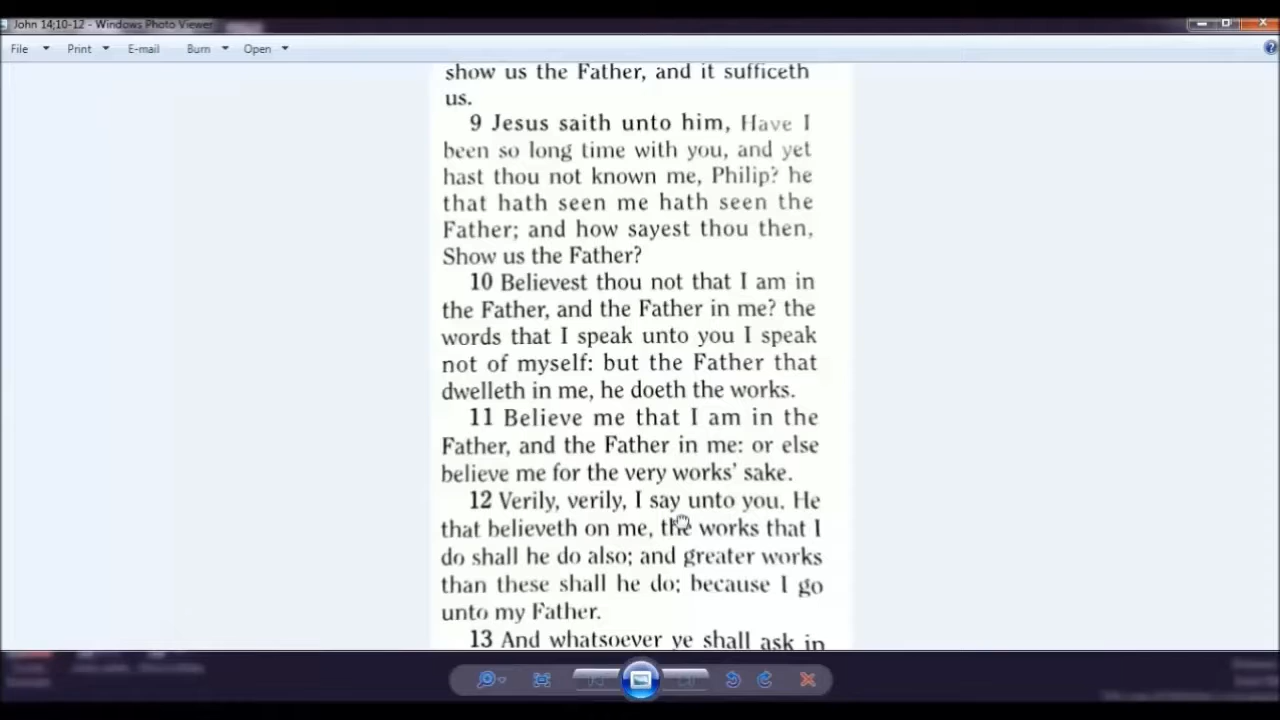 John 14;10-12 - Windows Photo Viewer
File Print E-mail Burn Open
show us the Father, and it sufficeth
us.
9 Jesus saith unto him, Have I
been so long time with you, and yet
hast thou not known me, Philip? he
that hath seen me hath seen the
Father; and how sayest thou then,
Show us the Father?
10 Believest thou not that I am in
the Father, and the Father in me? the
words that I speak unto you I speak
not of myself: but the Father that
dwelleth in me, he doeth the works.
11 Believe me that I am in the
Father, and the Father in me: or else
believe me for the very works' sake.
12 Verily, verily, I say unto you, He
that believeth on me, the works that I
do shall he do also; and greater works
than these shall he do; because I go
unto my Father.
13 And whatsoever ye shall ask in